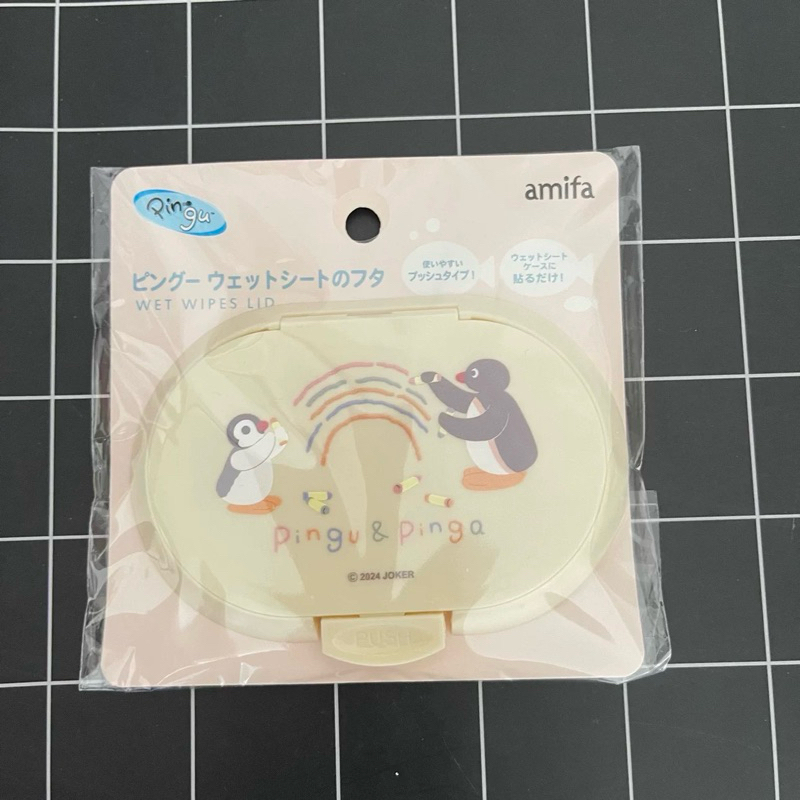 Pingu
amifa
ピングー ウェットシートのフタ
WET WIPES LID
使いやすい
プッシュタイプ！
ウェットシート
ケースに
貼るだけ！
pingu & pinga
© 2024 JOKER
PUSH